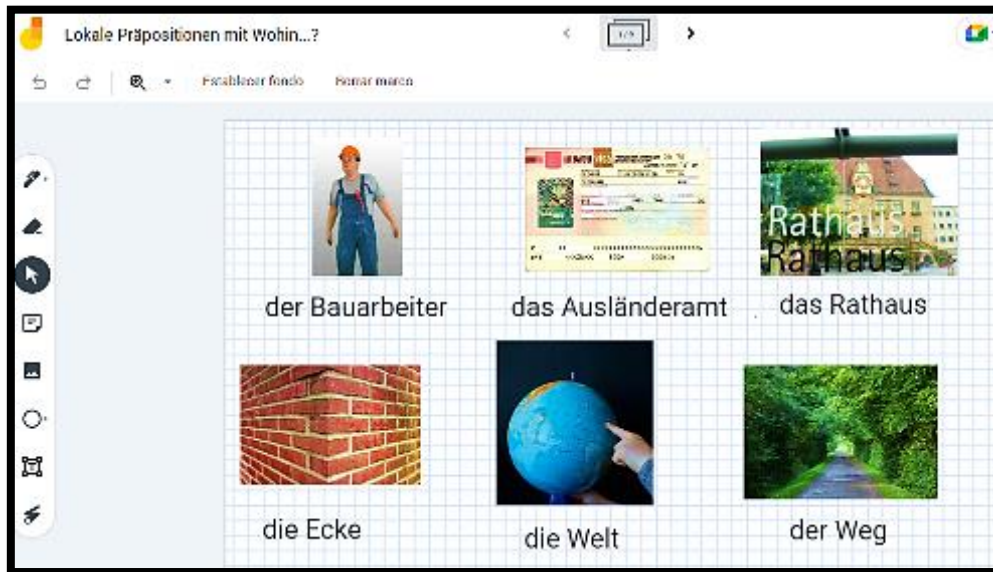 Lokale Präpositionen mit Wohin...?
Establecer fondo Borrar marco
Rathaus
Rathaus
der Bauarbeiter
das Ausländeramt
das Rathaus
die Ecke
die Welt
der Weg